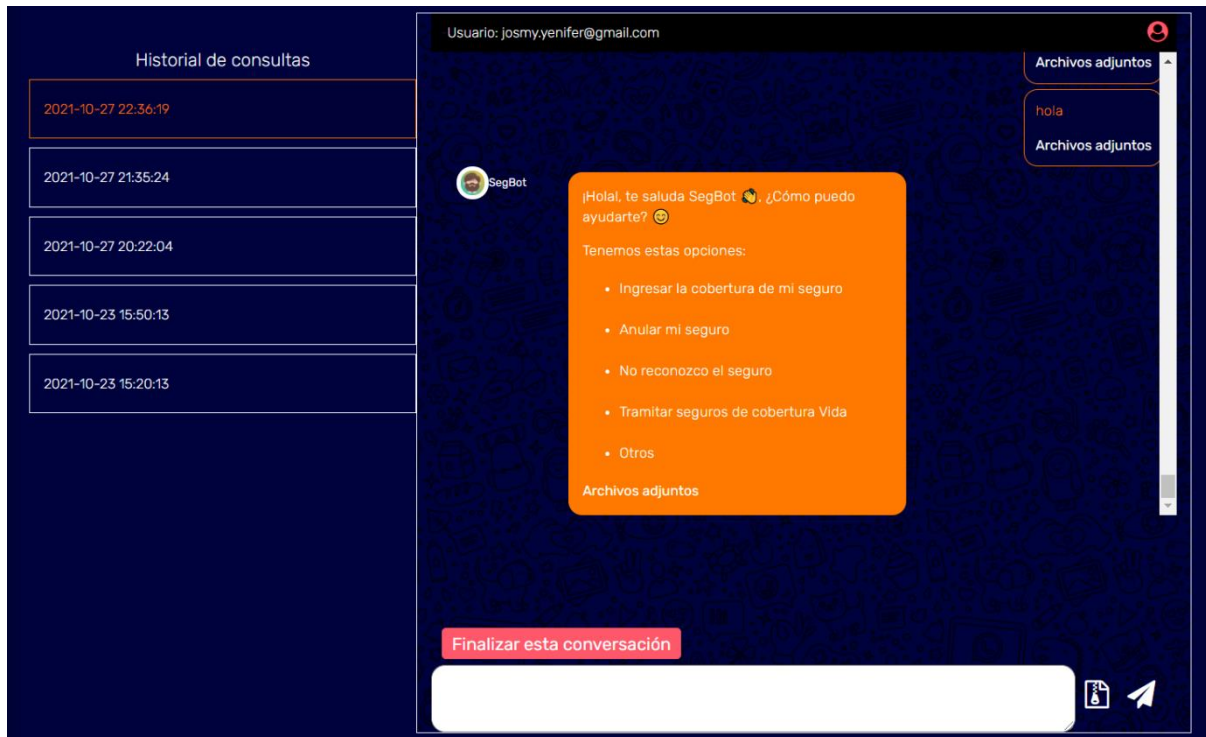 Historial de consultas
2021-10-27 22:36:19
2021-10-27 21:35:24
2021-10-27 20:22:04
2021-10-23 15:50:13
2021-10-23 15:20:13
Usuario: josmy.yenifer@gmail.com
Archivos adjuntos
hola
Archivos adjuntos
SegBot
¡Hola!, te saluda SegBot 👏, ¿Cómo puedo
ayudarte? 😊
Tenemos estas opciones:
• Ingresar la cobertura de mi seguro
• Anular mi seguro
• No reconozco el seguro
• Tramitar seguros de cobertura Vida
• Otros
Archivos adjuntos
Finalizar esta conversación